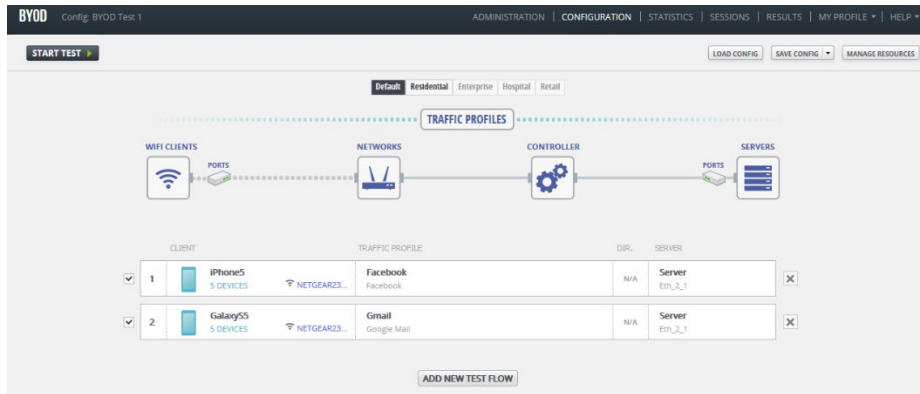 BYOD Config: BYOD Test 1 ADMINISTRATION | CONFIGURATION | STATISTICS | SESSIONS | RESULTS | MY PROFILE | HELP
START TEST LOAD CONFIG SAVE CONFIG MANAGE RESOURCES
Default Residential Enterprise Hospital Retail
TRAFFIC PROFILES
WIFI CLIENTS NETWORKS CONTROLLER SERVERS
PORTS PORTS
CLIENT TRAFFIC PROFILE DIR. SERVER
1 iPhone5 Facebook N/A Server
5 DEVICES NETGEAR23... Facebook Eth_2_1
2 GalaxyS5 Gmail N/A Server
5 DEVICES NETGEAR23... Google Mail Eth_2_1
ADD NEW TEST FLOW